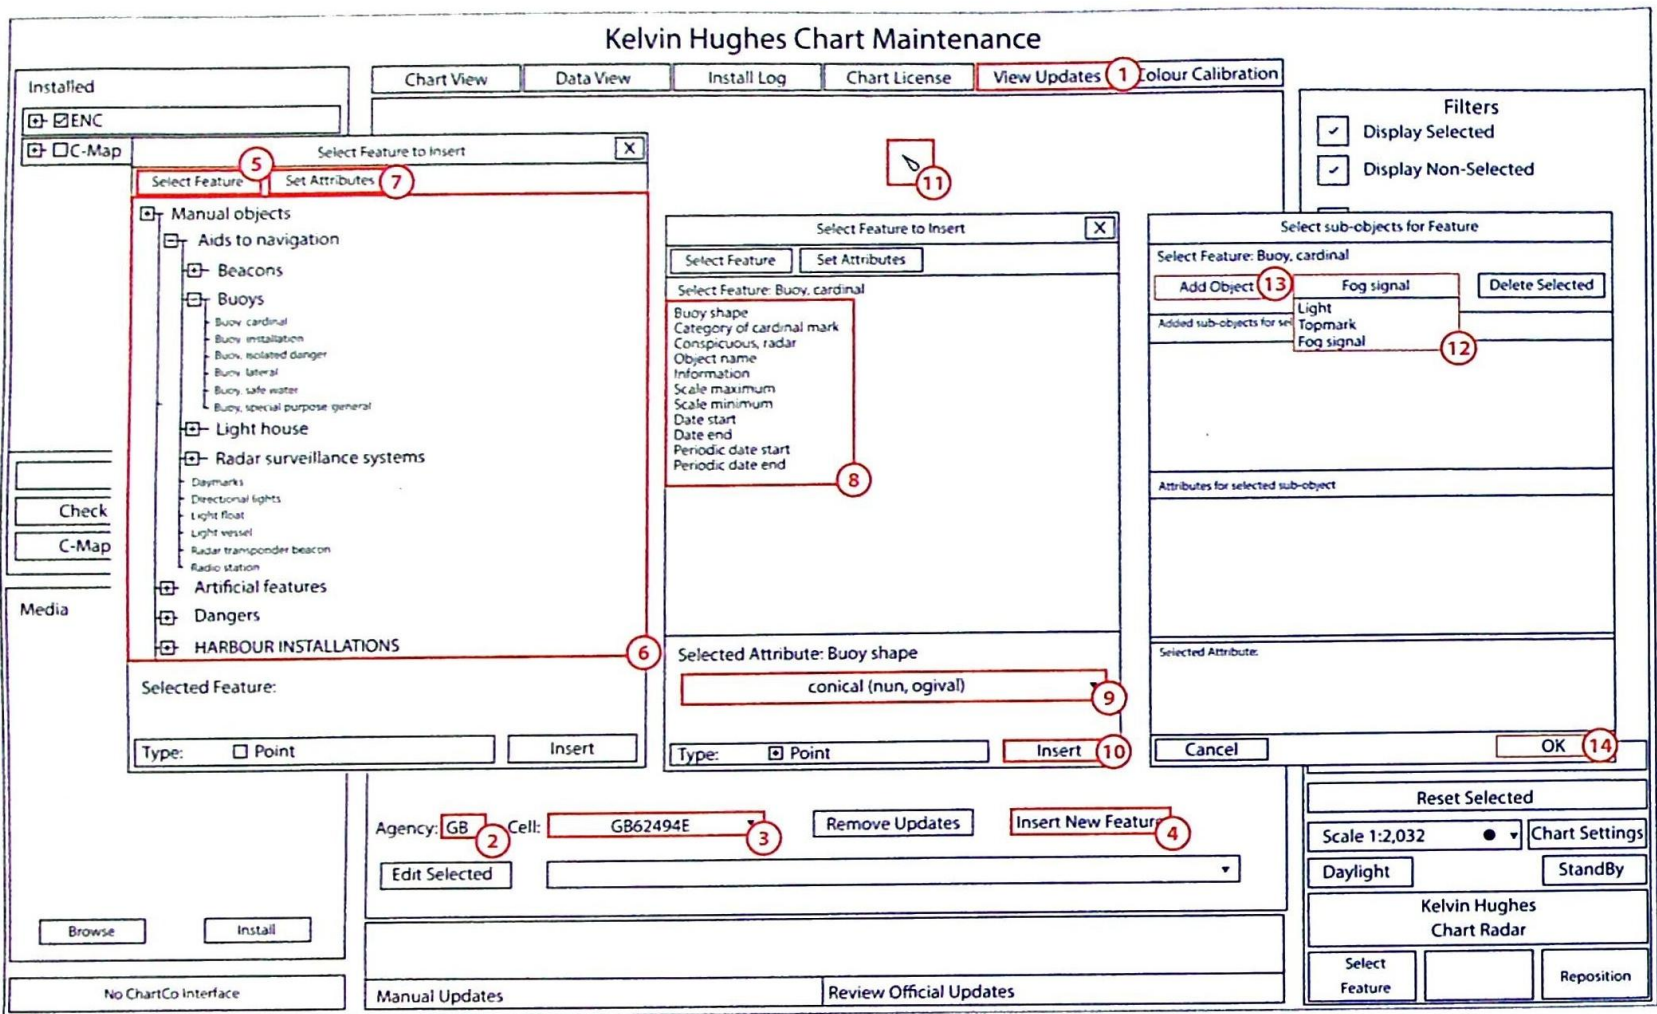 Kelvin Hughes Chart Maintenance
Installed
ENC
C-Map
Chart View
Data View
Install Log
Chart License
View Updates
1
Colour Calibration
Filters
Display Selected
Display Non-Selected
Select Feature to Insert
X
5
Select Feature
Set Attributes
7
Manual objects
Aids to navigation
Beacons
Buoys
Buoy cardinal
Buoy installation
Buoy, isolated danger
Buoy lateral
Buoy, safe water
Buoy, special purpose general
Light house
Radar surveillance systems
Daymarks
Directional lights
Light float
Light vessel
Radar transponder beacon
Radio station
Artificial features
Dangers
HARBOUR INSTALLATIONS
6
Selected Feature:
Type:
Point
Insert
11
Select Feature to Insert
X
Select Feature
Set Attributes
Select Feature: Buoy, cardinal
Buoy shape
Category of cardinal mark
Conspicuous, radar
Object name
Information
Scale maximum
Scale minimum
Date start
Date end
Periodic date start
Periodic date end
8
Selected Attribute: Buoy shape
conical (nun, ogival)
9
Type:
Point
Insert
10
Select sub-objects for Feature
Select Feature: Buoy, cardinal
Add Object
13
Fog signal
Delete Selected
Light
Topmark
Fog signal
12
Added sub-objects for sel
Attributes for selected sub-object
Selected Attribute:
Cancel
OK
14
Check
C-Map
Media
Browse
Install
No ChartCo Interface
Agency:
GB
2
Cell:
GB62494E
3
Remove Updates
Insert New Feature
4
Edit Selected
Manual Updates
Review Official Updates
Reset Selected
Scale 1:2,032
Chart Settings
Daylight
StandBy
Kelvin Hughes
Chart Radar
Select
Feature
Reposition